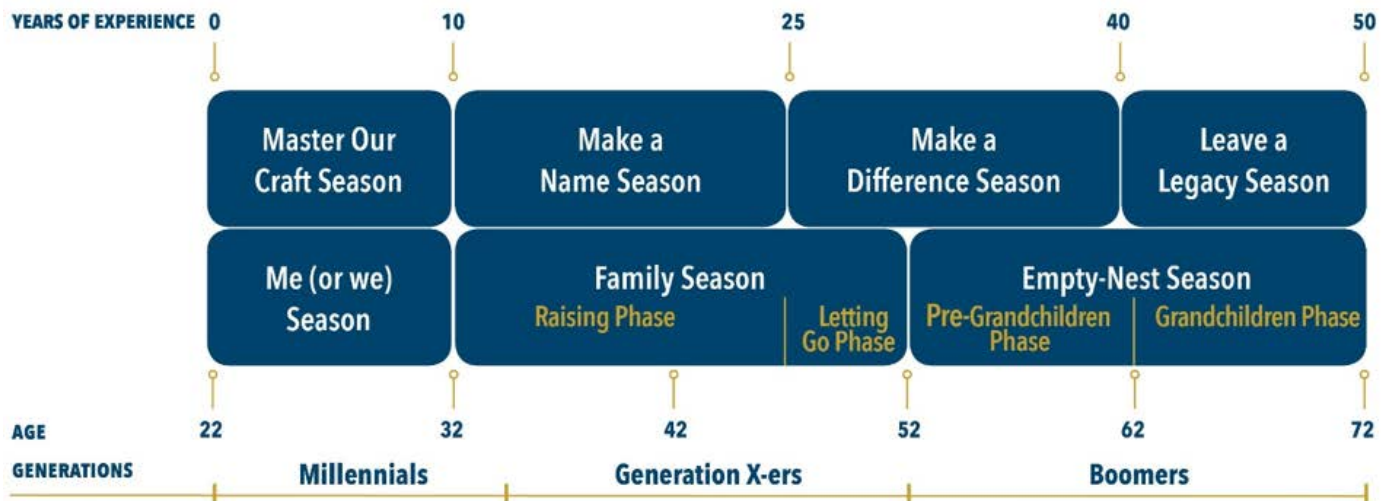 YEARS OF EXPERIENCE 0 10 25 40 50
Master Our
Craft Season
Make a
Name Season
Make a
Difference Season
Leave a
Legacy Season
Me (or we)
Season
Family Season
Raising Phase
Letting
Go Phase
Empty-Nest Season
Pre-Grandchildren
Phase
Grandchildren Phase
AGE 22 32 42 52 62 72
GENERATIONS Millennials Generation X-ers Boomers